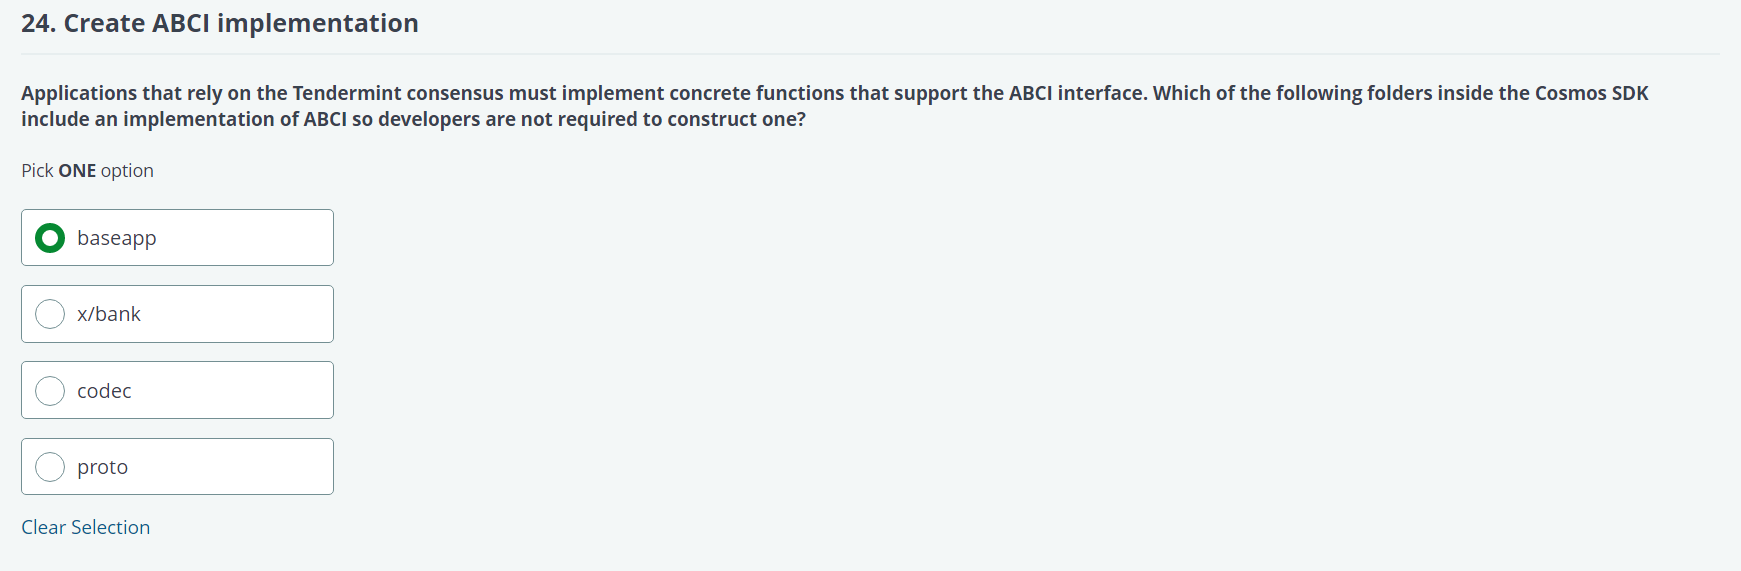 24. Create ABCI implementation
Applications that rely on the Tendermint consensus must implement concrete functions that support the ABCI interface. Which of the following folders inside the Cosmos SDK
include an implementation of ABCI so developers are not required to construct one?
Pick ONE option
baseapp
x/bank
codec
proto
Clear Selection